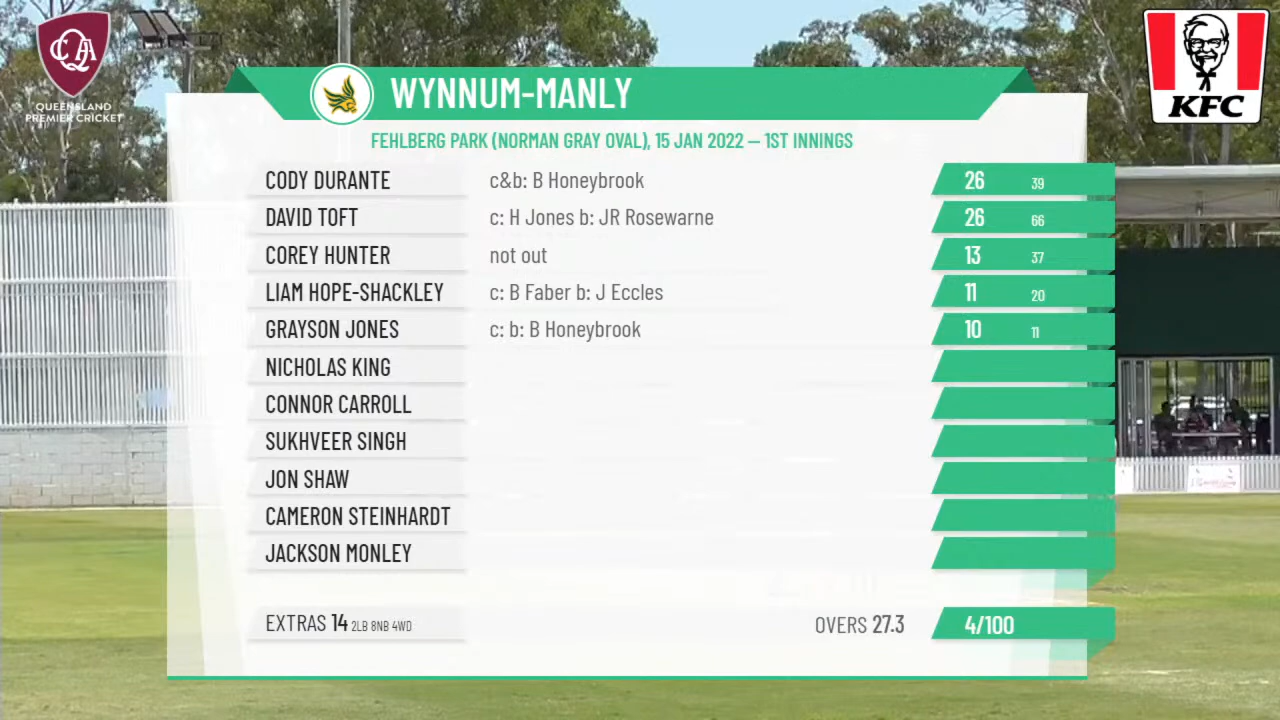 QUEENSLAND
PREMIER CRICKET
KFC
WYNNUM-MANLY
FEHLBERG PARK (NORMAN GRAY OVAL), 15 JAN 2022 – 1ST INNINGS
CODY DURANTE c&b: B Honeybrook 26 39
DAVID TOFT c: H Jones b: JR Rosewarne 26 66
COREY HUNTER not out 13 37
LIAM HOPE-SHACKLEY c: B Faber b: J Eccles 11 20
GRAYSON JONES c: b: B Honeybrook 10 11
NICHOLAS KING
CONNOR CARROLL
SUKHVEER SINGH
JON SHAW
CAMERON STEINHARDT
JACKSON MONLEY
EXTRAS 14 2LB 8NB 4WD OVERS 27.3 4/100